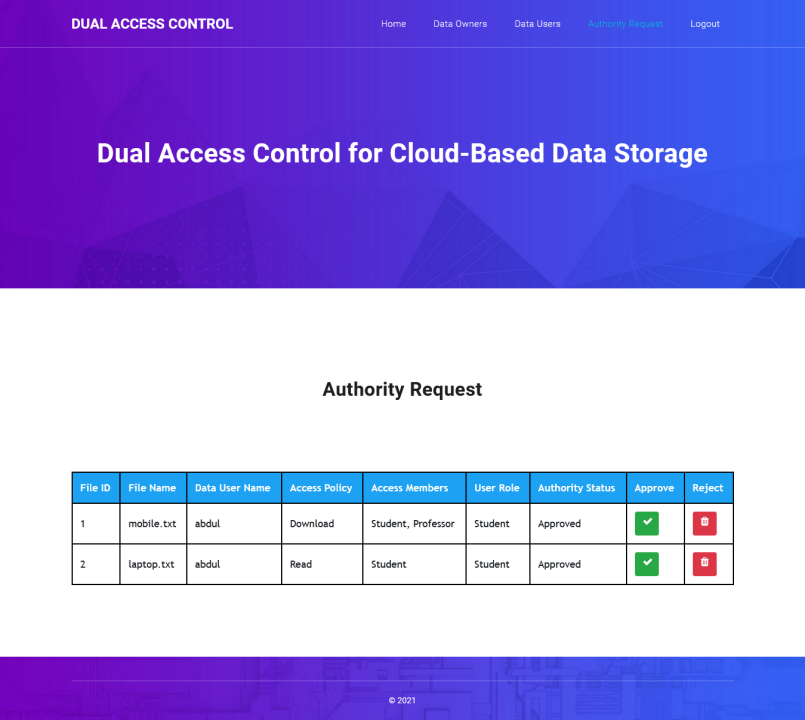 DUAL ACCESS CONTROL Home Data Owners Data Users Authority Request Logout
Dual Access Control for Cloud-Based Data Storage
Authority Request
File ID File Name Data User Name Access Policy Access Members User Role Authority Status Approve Reject
1 mobile.txt abdul Download Student, Professor Student Approved
2 laptop.txt abdul Read Student Student Approved
© 2021